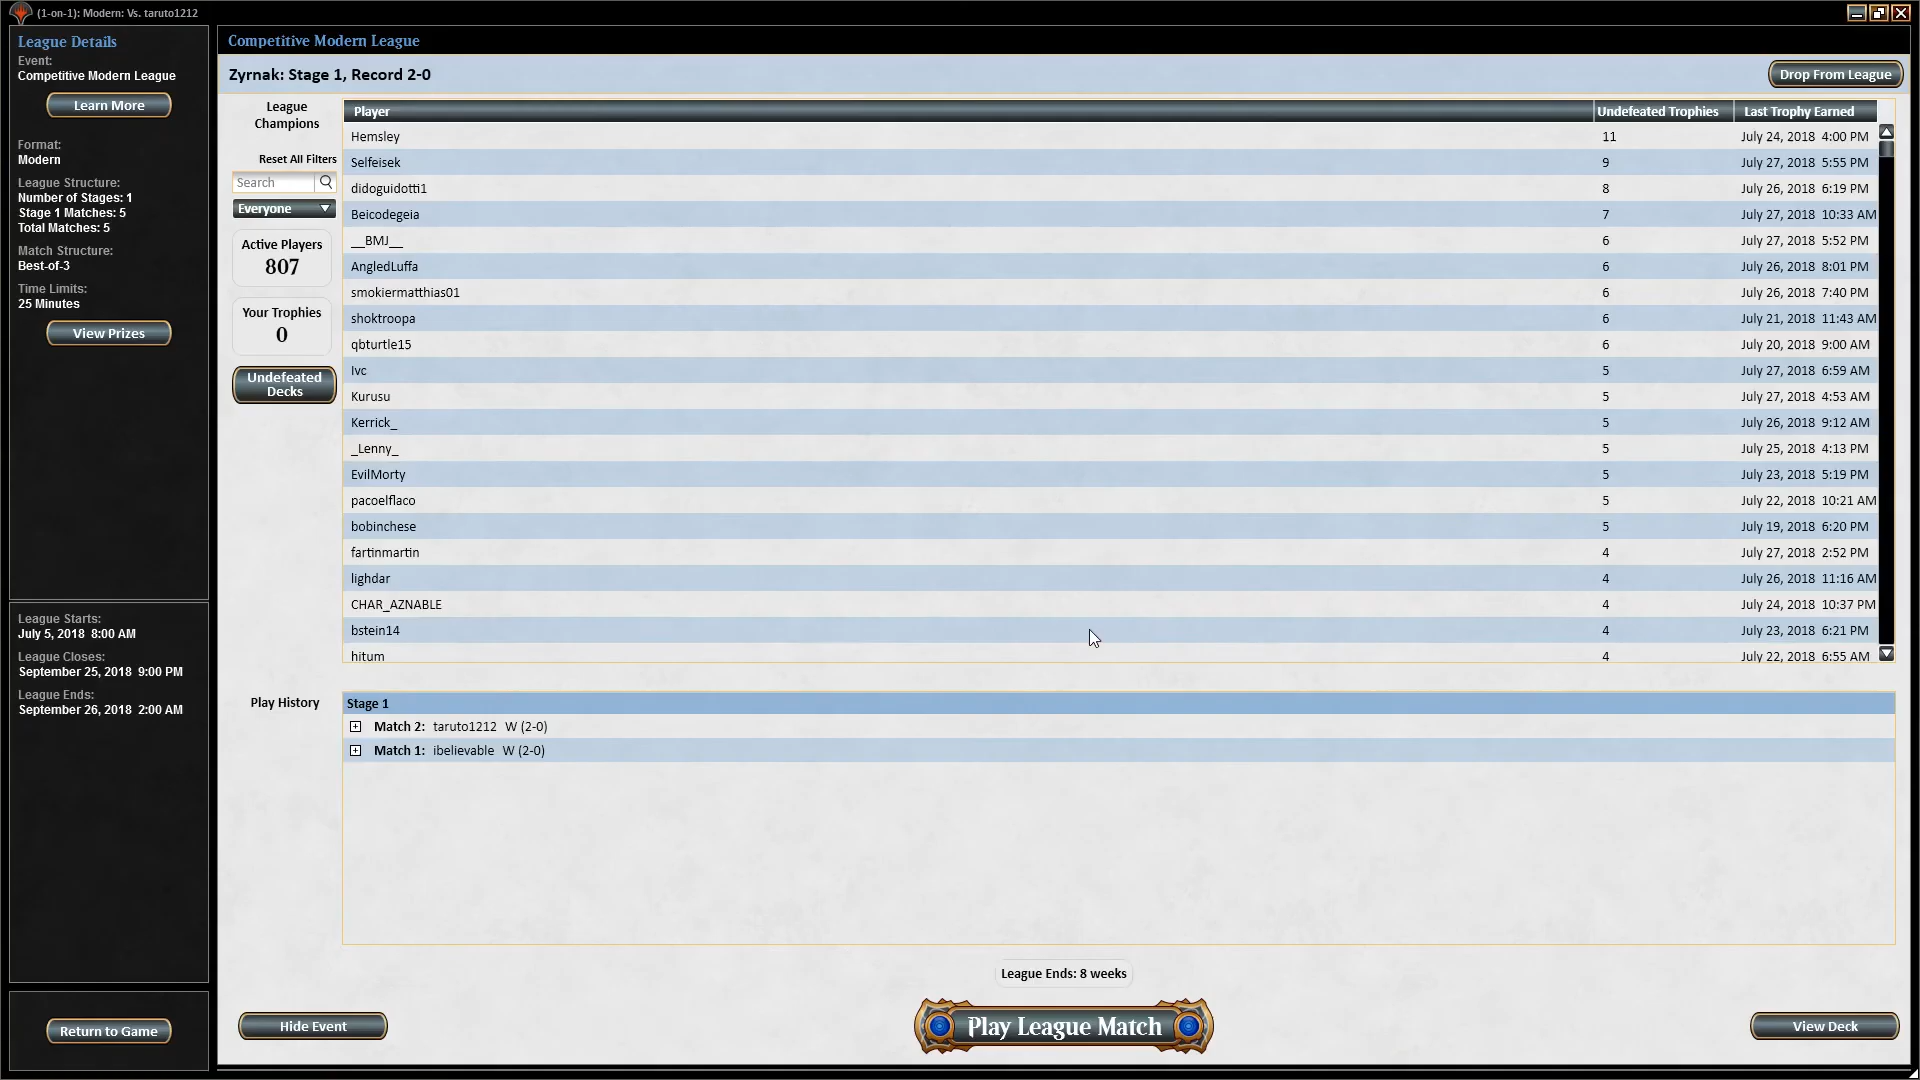 (1-on-1): Modern: Vs. taruto1212
League Details
Event:
Competitive Modern League
Learn More
Format:
Modern
League Structure:
Number of Stages: 1
Stage 1 Matches: 5
Total Matches: 5
Match Structure:
Best-of-3
Time Limits:
25 Minutes
View Prizes
League Starts:
July 5, 2018 8:00 AM
League Closes:
September 25, 2018 9:00 PM
League Ends:
September 26, 2018 2:00 AM
Return to Game
Competitive Modern League
Zyrnak: Stage 1, Record 2-0
Drop From League
League
Champions
Reset All Filters
Search
Everyone
Active Players
807
Your Trophies
0
Undefeated
Decks
Player Undefeated Trophies Last Trophy Earned
Hemsley 11 July 24, 2018 4:00 PM
Selfeisek 9 July 27, 2018 5:55 PM
didoguidotti1 8 July 26, 2018 6:19 PM
Beicodegeia 7 July 27, 2018 10:33 AM
__BMJ__ 6 July 27, 2018 5:52 PM
AngledLuffa 6 July 26, 2018 8:01 PM
smokiermatthias01 6 July 26, 2018 7:40 PM
shoktroopa 6 July 21, 2018 11:43 AM
qbturtle15 6 July 20, 2018 9:00 AM
lvc 5 July 27, 2018 6:59 AM
Kurusu 5 July 27, 2018 4:53 AM
Kerrick_ 5 July 26, 2018 9:12 AM
_Lenny_ 5 July 25, 2018 4:13 PM
EvilMorty 5 July 23, 2018 5:19 PM
pacoelflaco 5 July 22, 2018 10:21 AM
bobinchese 5 July 19, 2018 6:20 PM
fartinmartin 4 July 27, 2018 2:52 PM
lighdar 4 July 26, 2018 11:16 AM
CHAR_AZNABLE 4 July 24, 2018 10:37 PM
bstein14 4 July 23, 2018 6:21 PM
hitum 4 July 22, 2018 6:55 AM
Play History
Stage 1
Match 2: taruto1212 W (2-0)
Match 1: ibelievable W (2-0)
League Ends: 8 weeks
Hide Event
Play League Match
View Deck